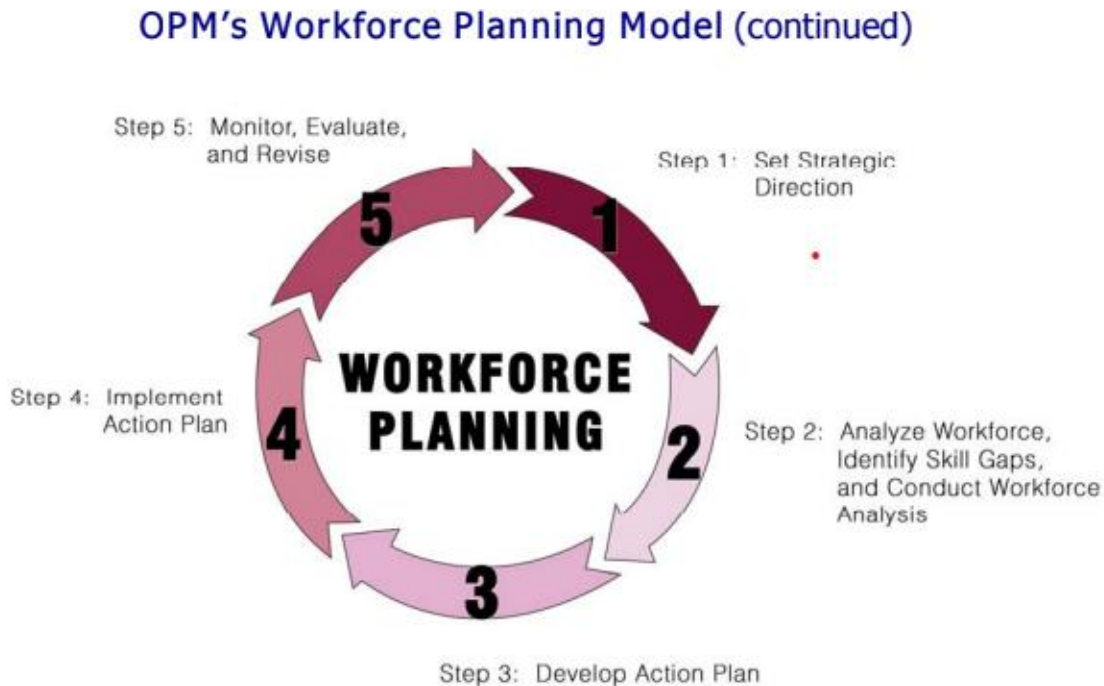 OPM's Workforce Planning Model (continued)
Step 5: Monitor, Evaluate,
and Revise
Step 1: Set Strategic
Direction
5
1
WORKFORCE
PLANNING
Step 4: Implement
Action Plan
4
2
Step 2: Analyze Workforce,
Identify Skill Gaps,
and Conduct Workforce
Analysis
3
Step 3: Develop Action Plan